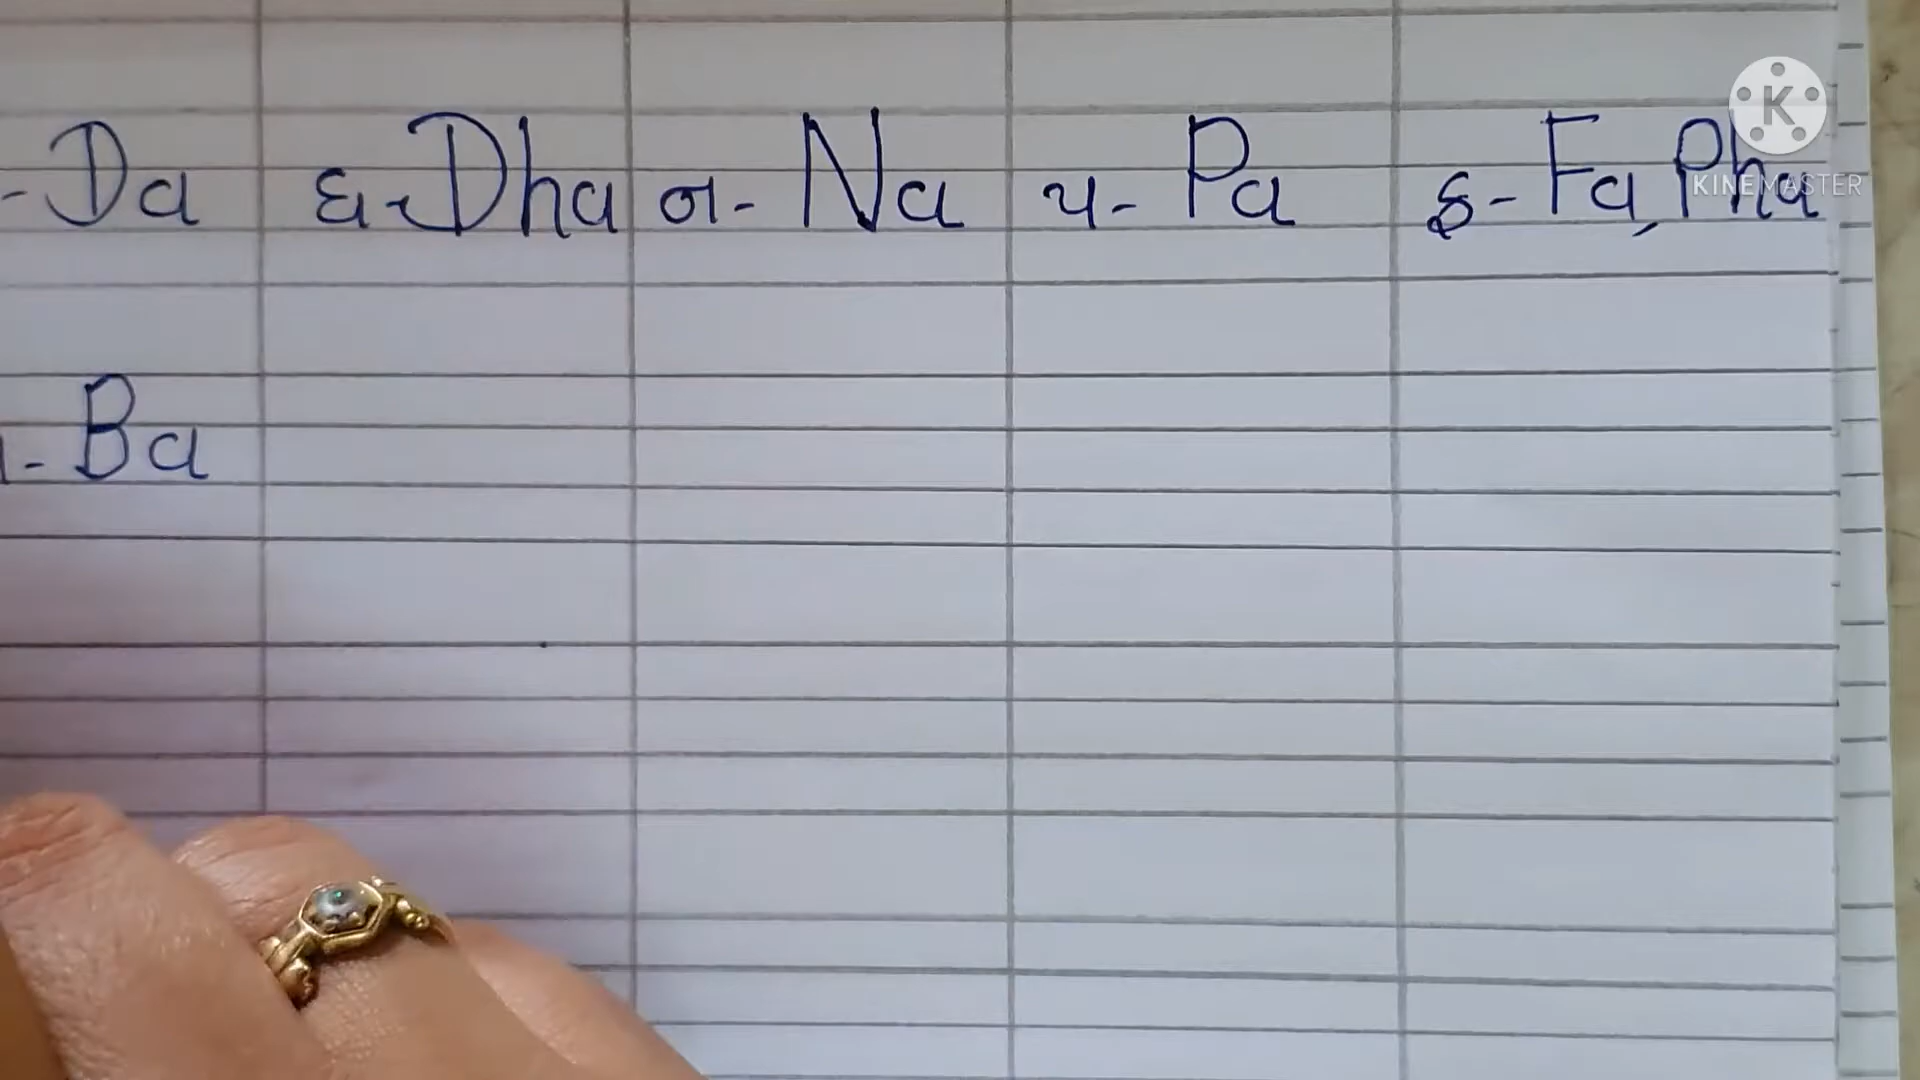 -Da ધ-Dha ન- Na પ- Pa ફ- Fa, Pha
- Ba
K
KINEMASTER